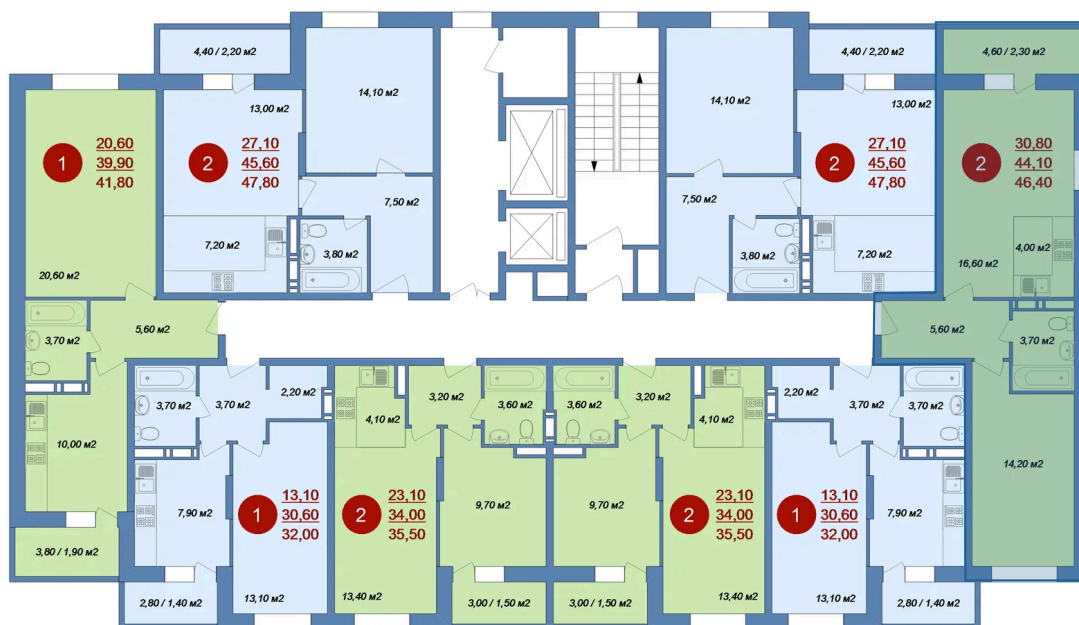 4,40 / 2,20 м2
14,10 м2
13,00 м2
2
27,10
45,60
47,80
7,20 м2
7,50 м2
3,80 м2
1
20,60
39,90
41,80
20,60 м2
3,70 м2
5,60 м2
10,00 м2
3,80 / 1,90 м2
14,10 м2
4,40 / 2,20 м2
13,00 м2
2
27,10
45,60
47,80
7,50 м2
3,80 м2
7,20 м2
4,60 / 2,30 м2
2
30,80
44,10
46,40
4,00 м2
16,60 м2
5,60 м2
3,70 м2
14,20 м2
3,70 м2
3,70 м2
2,20 м2
7,90 м2
1
13,10
30,60
32,00
13,10 м2
2,80 / 1,40 м2
4,10 м2
3,20 м2
3,60 м2
2
23,10
34,00
35,50
9,70 м2
13,40 м2
3,00 / 1,50 м2
3,60 м2
3,20 м2
4,10 м2
9,70 м2
2
23,10
34,00
35,50
3,00 / 1,50 м2
13,40 м2
2,20 м2
3,70 м2
3,70 м2
1
13,10
30,60
32,00
7,90 м2
13,10 м2
2,80 / 1,40 м2